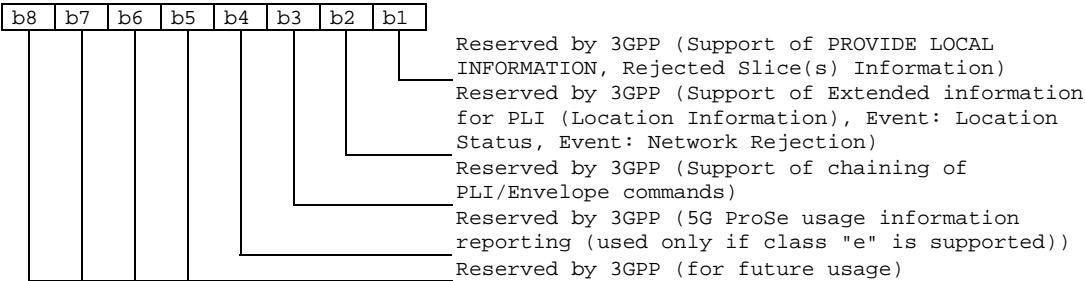 b8 b7 b6 b5 b4 b3 b2 b1
Reserved by 3GPP (Support of PROVIDE LOCAL
INFORMATION, Rejected Slice(s) Information)
Reserved by 3GPP (Support of Extended information
for PLI (Location Information), Event: Location
Status, Event: Network Rejection)
Reserved by 3GPP (Support of chaining of
PLI/Envelope commands)
Reserved by 3GPP (5G ProSe usage information
reporting (used only if class "e" is supported))
Reserved by 3GPP (for future usage)